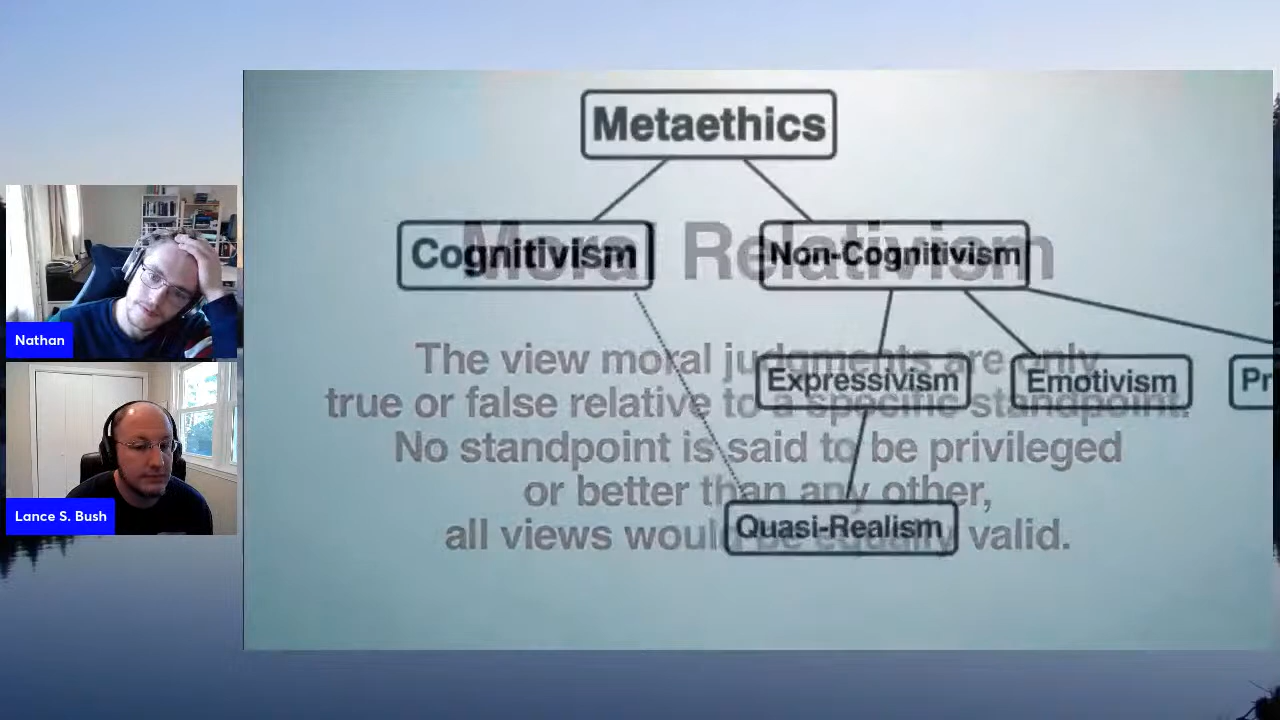 Metaethics
Cognitivism
Non-Cognitivism
Moral Relativism
The view moral judgments are only
Expressivism
Emotivism
Pr
true or false relative to a specific standpoint.
No standpoint is said to be privileged
or better than any other,
Quasi-Realism
all views would be equally valid.
Nathan
Lance S. Bush